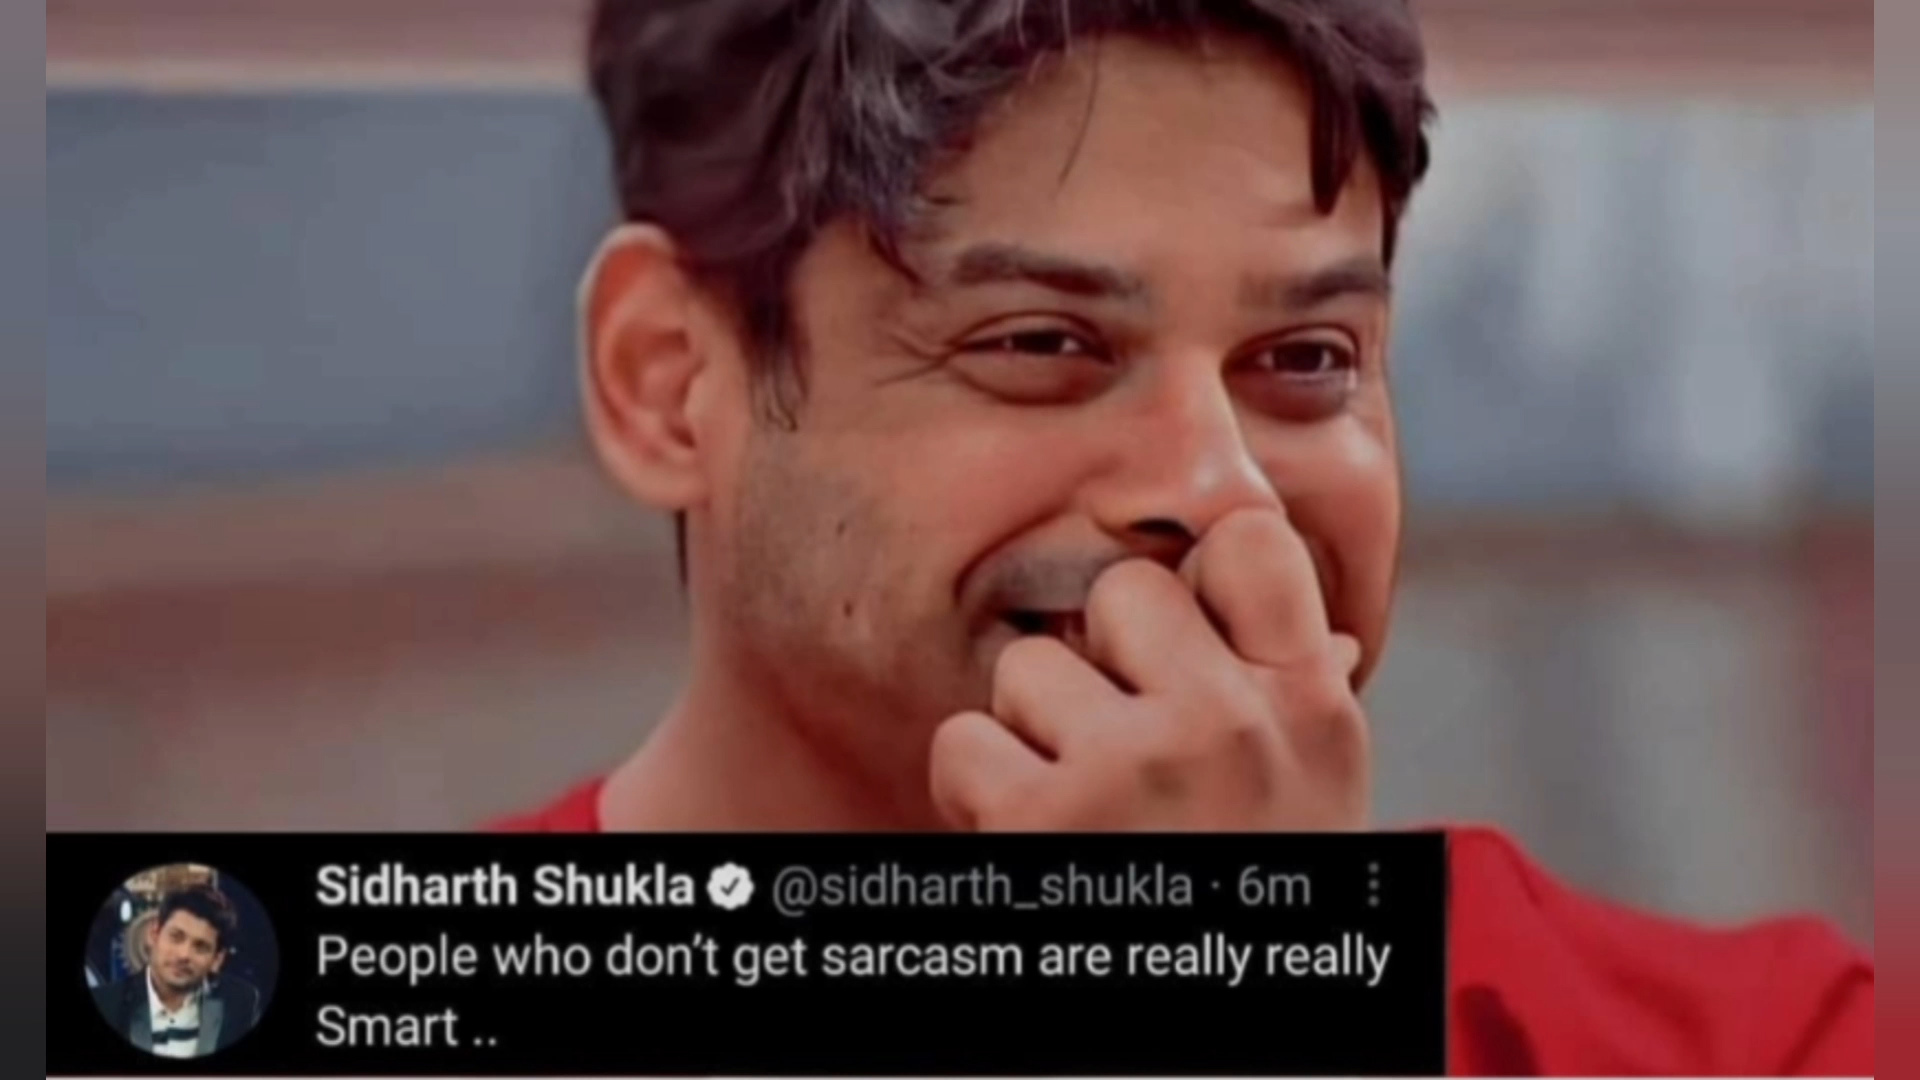 Sidharth Shukla @sidharth_shukla · 6m
People who don’t get sarcasm are really really
Smart ..